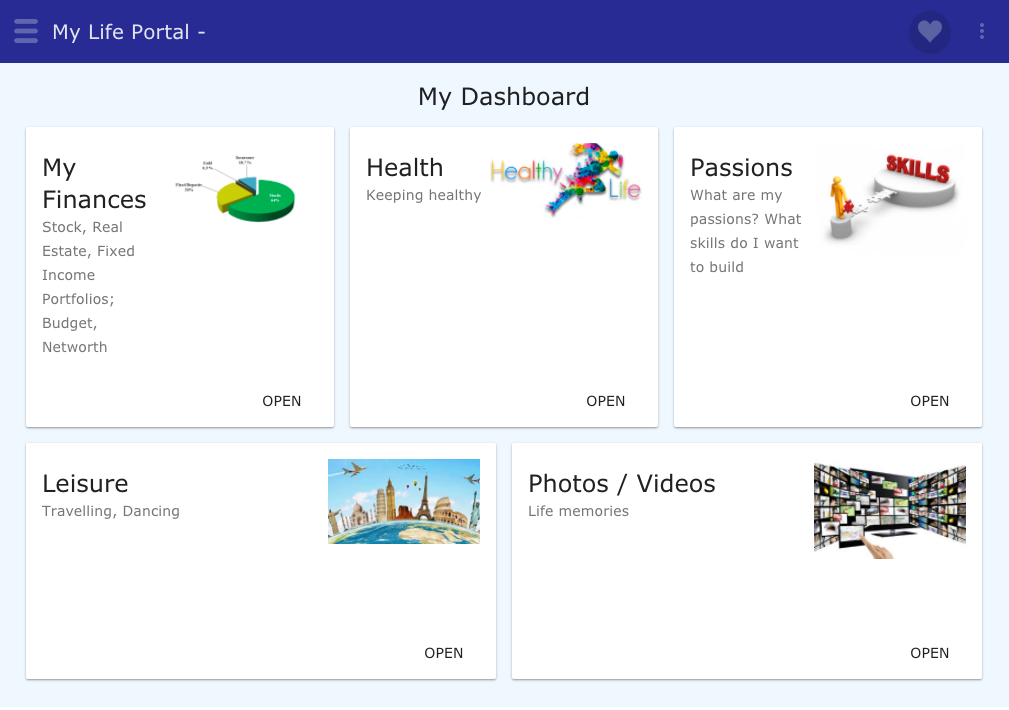 My Life Portal -
My Dashboard
My
Finances
Stock, Real
Estate, Fixed
Income
Portfolios;
Budget,
Networth
Insurance
Gold
Fixed Deposits
Stocks
OPEN
Health
Keeping healthy
Healthy
Life
OPEN
Passions
What are my
passions? What
skills do I want
to build
SKILLS
OPEN
Leisure
Travelling, Dancing
OPEN
Photos / Videos
Life memories
OPEN